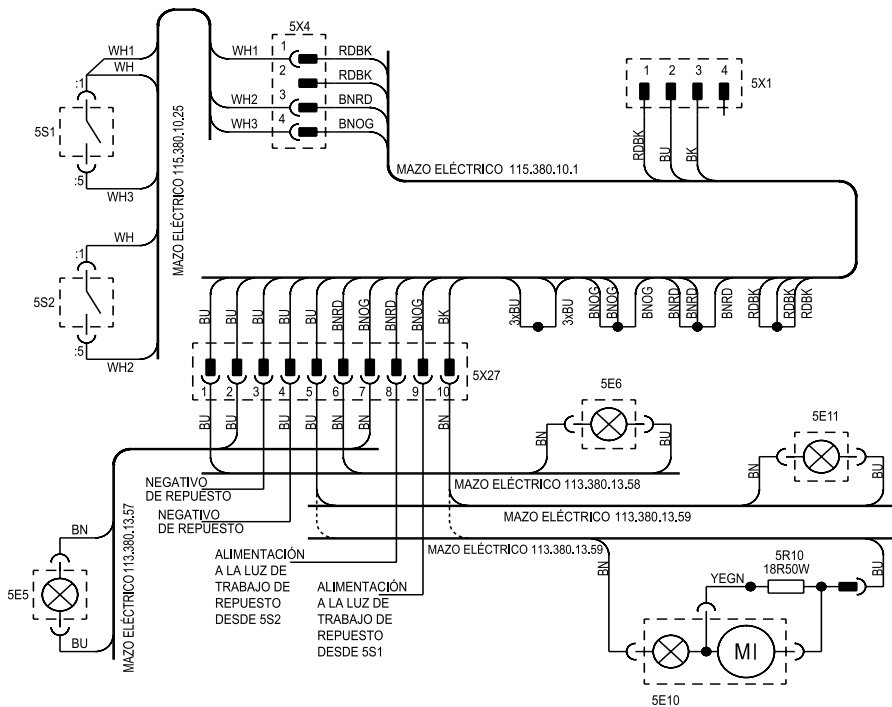 5X4
WH1
WH
:1
5S1
:5
WH3
WH
:1
5S2
:5
WH2
MAZO ELÉCTRICO 115.380.10.25
WH1
1
RDBK
2
RDBK
WH2
3
BNRD
WH3
4
BNOG
1 2 3 4
5X1
RDBK
BU
BK
MAZO ELÉCTRICO 115.380.10.1
BU
BU
BU
BU
BU
BNRD
BNOG
BNRD
BNOG
BK
3xBU
3xBU
BNOG
BNOG
BNOG
BNRD
BNRD
BNRD
RDBK
RDBK
RDBK
5X27
1 2 3 4 5 6 7 8 9 10
BU
BU
BU
BU
BU
BN
BN
BN
5E6
BN
BU
5E11
BN
BU
MAZO ELÉCTRICO 113.380.13.58
NEGATIVO
DE REPUESTO
NEGATIVO
DE REPUESTO
MAZO ELÉCTRICO 113.380.13.59
MAZO ELÉCTRICO 113.380.13.59
MAZO ELÉCTRICO 113.380.13.57
BN
5E5
BU
ALIMENTACIÓN
A LA LUZ DE
TRABAJO DE
REPUESTO
DESDE 5S2
ALIMENTACIÓN
A LA LUZ DE
TRABAJO DE
REPUESTO
DESDE 5S1
BN
5R10
18R50W
YEGN
BU
MI
5E10